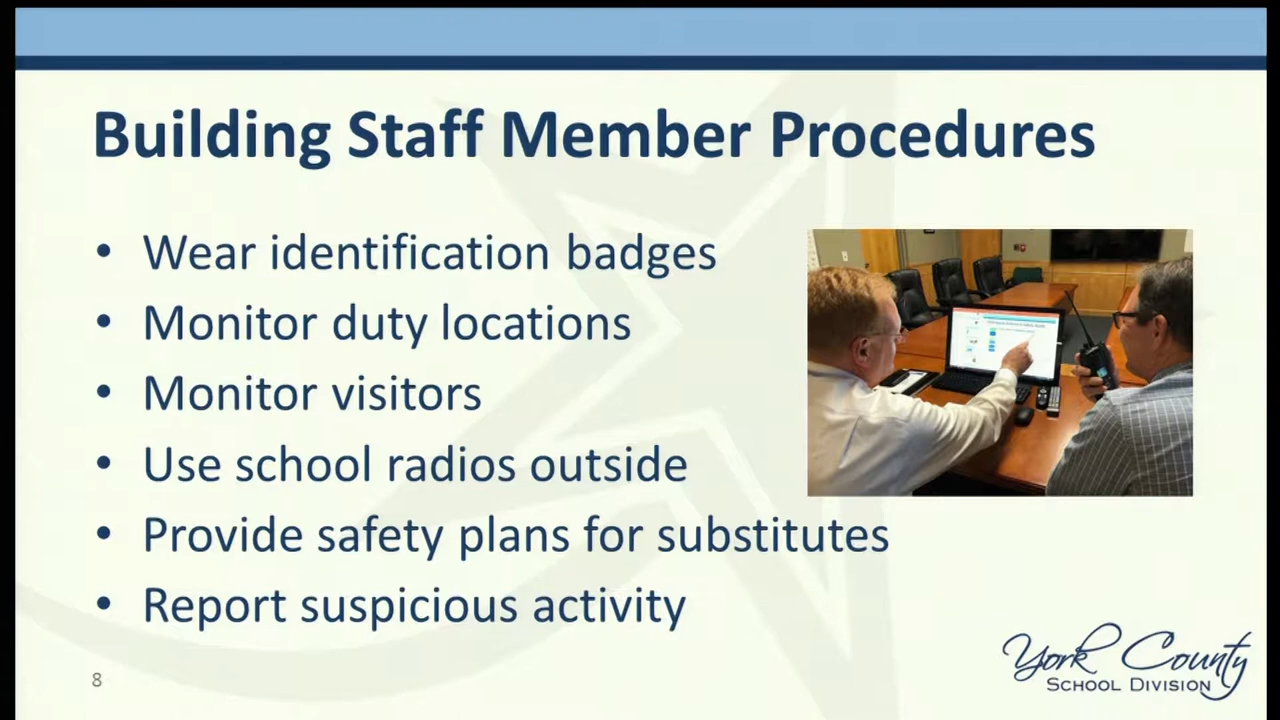 Building Staff Member Procedures
• Wear identification badges
• Monitor duty locations
• Monitor visitors
• Use school radios outside
• Provide safety plans for substitutes
• Report suspicious activity
8
York County
SCHOOL DIVISION